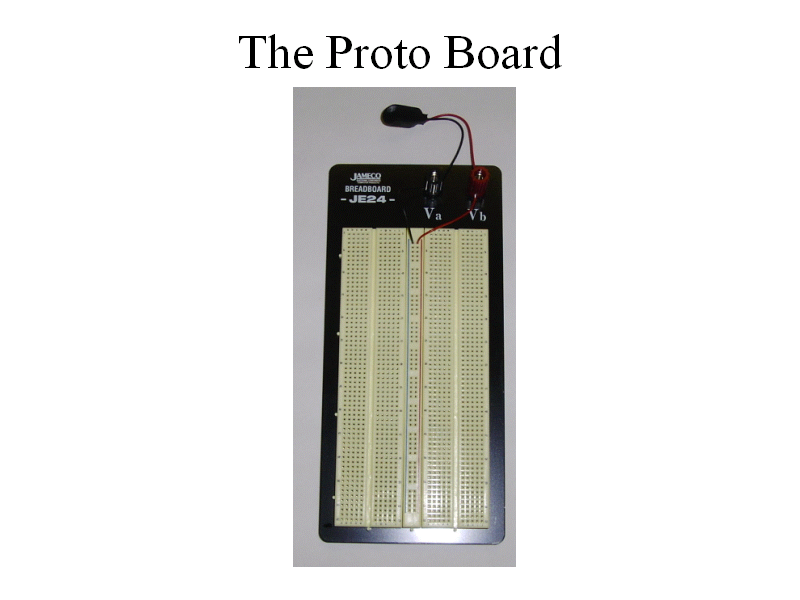 The Proto Board
JAMECO
BREADBOARD
- JE24 -
Va
Vb